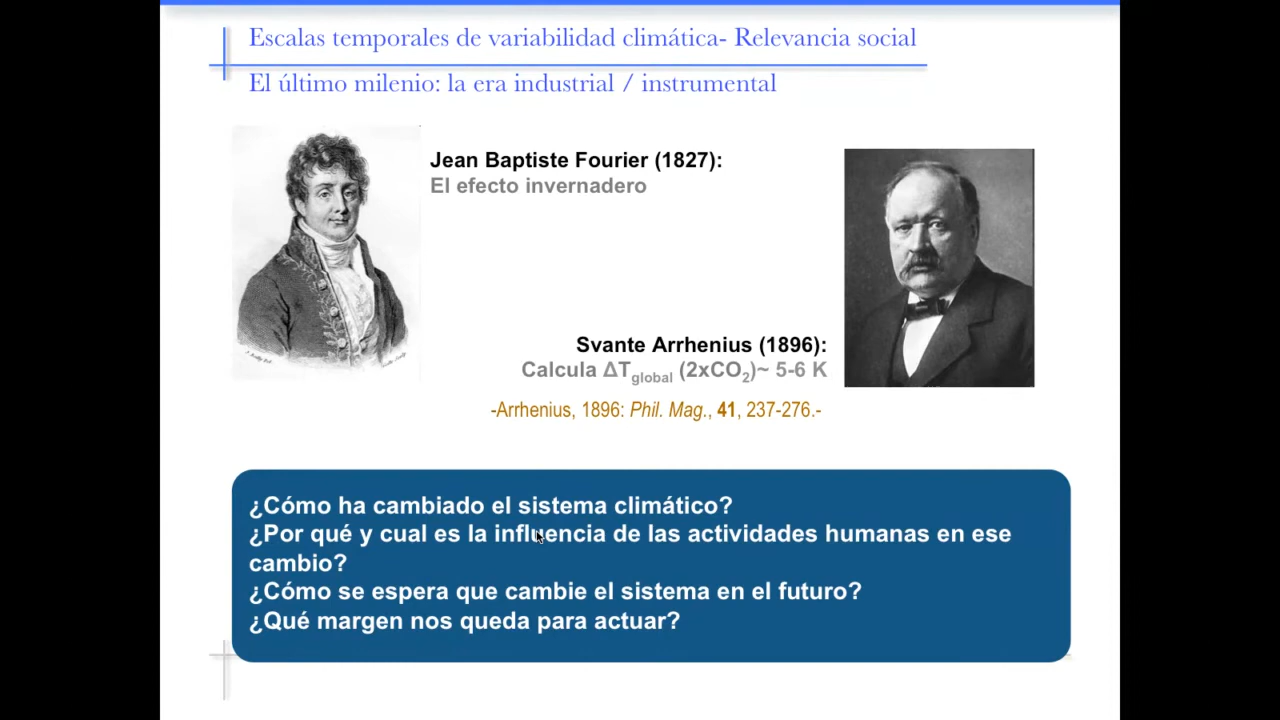 Escalas temporales de variabilidad climática- Relevancia social
El último milenio: la era industrial / instrumental
Jean Baptiste Fourier (1827):
El efecto invernadero
Svante Arrhenius (1896):
Calcula ΔTglobal (2xCO2)~ 5-6 K
-Arrhenius, 1896: Phil. Mag., 41, 237-276.-
¿Cómo ha cambiado el sistema climático?
¿Por qué y cual es la influencia de las actividades humanas en ese
cambio?
¿Cómo se espera que cambie el sistema en el futuro?
¿Qué margen nos queda para actuar?